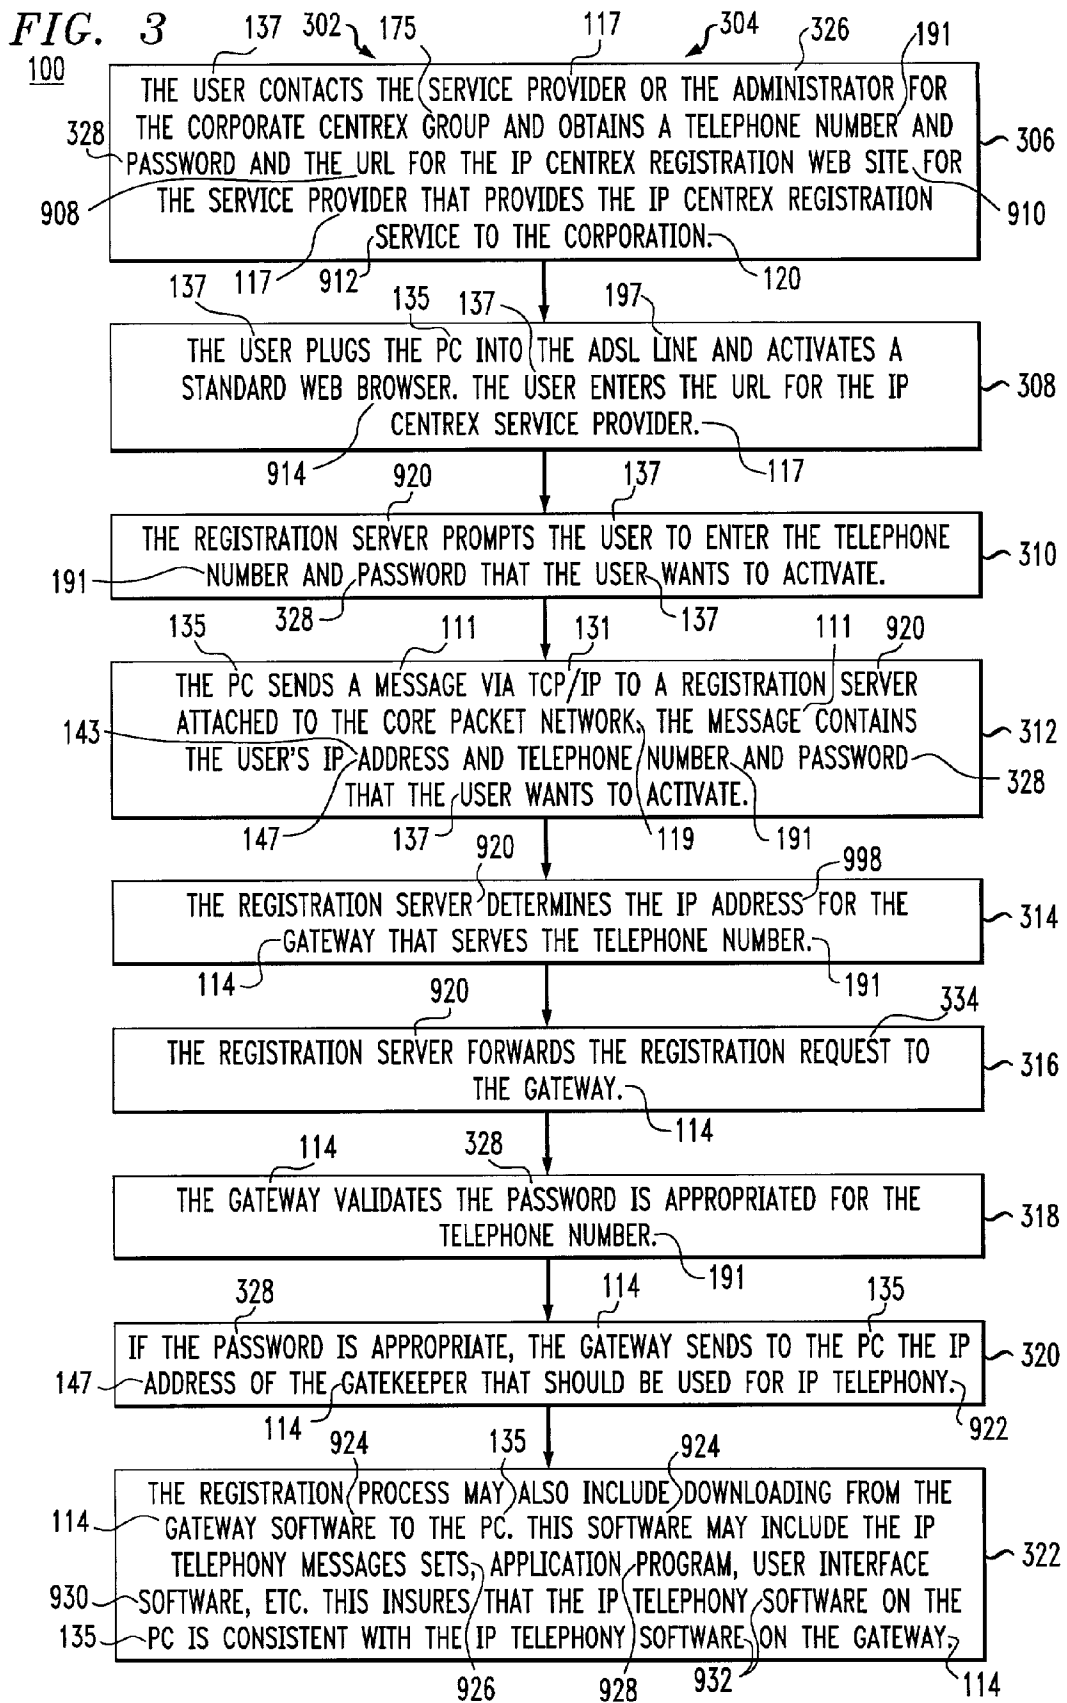 FIG. 3
100
137 302 175 117 304 326 191
THE USER CONTACTS THE SERVICE PROVIDER OR THE ADMINISTRATOR FOR
THE CORPORATE CENTREX GROUP AND OBTAINS A TELEPHONE NUMBER AND
328 PASSWORD AND THE URL FOR THE IP CENTREX REGISTRATION WEB SITE FOR 306
THE SERVICE PROVIDER THAT PROVIDES THE IP CENTREX REGISTRATION
908 910
SERVICE TO THE CORPORATION.
117 912 120
137 135 137 197
THE USER PLUGS THE PC INTO THE ADSL LINE AND ACTIVATES A
STANDARD WEB BROWSER. THE USER ENTERS THE URL FOR THE IP 308
CENTREX SERVICE PROVIDER.
914 117
920 137
THE REGISTRATION SERVER PROMPTS THE USER TO ENTER THE TELEPHONE
310
191 NUMBER AND PASSWORD THAT THE USER WANTS TO ACTIVATE.
328 137
135 111 131 111 920
THE PC SENDS A MESSAGE VIA TCP/IP TO A REGISTRATION SERVER
143 ATTACHED TO THE CORE PACKET NETWORK. THE MESSAGE CONTAINS 312
THE USER'S IP ADDRESS AND TELEPHONE NUMBER AND PASSWORD 328
THAT THE USER WANTS TO ACTIVATE.
147 137 119 191
920 998
THE REGISTRATION SERVER DETERMINES THE IP ADDRESS FOR THE
314
GATEWAY THAT SERVES THE TELEPHONE NUMBER.
114 191
920 334
THE REGISTRATION SERVER FORWARDS THE REGISTRATION REQUEST TO
316
THE GATEWAY.
114
114 328
THE GATEWAY VALIDATES THE PASSWORD IS APPROPRIATED FOR THE
318
TELEPHONE NUMBER.
191
328 114 135
IF THE PASSWORD IS APPROPRIATE, THE GATEWAY SENDS TO THE PC THE IP
320
147 ADDRESS OF THE GATEKEEPER THAT SHOULD BE USED FOR IP TELEPHONY.
114 922
924 135 924
THE REGISTRATION PROCESS MAY ALSO INCLUDE DOWNLOADING FROM THE
114 GATEWAY SOFTWARE TO THE PC. THIS SOFTWARE MAY INCLUDE THE IP
TELEPHONY MESSAGES SETS, APPLICATION PROGRAM, USER INTERFACE 322
930 SOFTWARE, ETC. THIS INSURES THAT THE IP TELEPHONY SOFTWARE ON THE
135 PC IS CONSISTENT WITH THE IP TELEPHONY SOFTWARE ON THE GATEWAY.
926 928 932 114